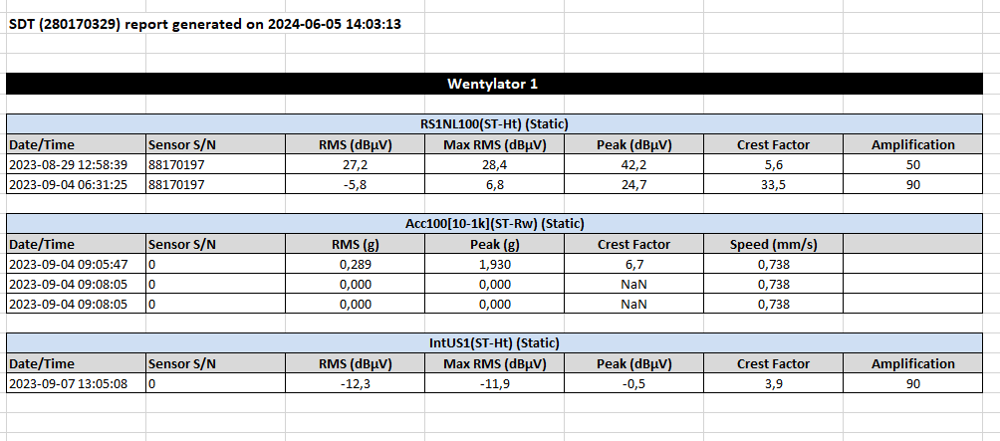 SDT (280170329) report generated on 2024-06-05 14:03:13
Wentylator 1
RS1NL100(ST-Ht) (Static)
Date/Time Sensor S/N RMS (dBµV) Max RMS (dBµV) Peak (dBµV) Crest Factor Amplification
2023-08-29 12:58:39 88170197 27,2 28,4 42,2 5,6 50
2023-09-04 06:31:25 88170197 -5,8 6,8 24,7 33,5 90
Acc100[10-1k](ST-Rw) (Static)
Date/Time Sensor S/N RMS (g) Peak (g) Crest Factor Speed (mm/s)
2023-09-04 09:05:47 0 0,289 1,930 6,7 0,738
2023-09-04 09:08:05 0 0,000 0,000 NaN 0,738
2023-09-04 09:08:05 0 0,000 0,000 NaN 0,738
IntUS1(ST-Ht) (Static)
Date/Time Sensor S/N RMS (dBµV) Max RMS (dBµV) Peak (dBµV) Crest Factor Amplification
2023-09-07 13:05:08 0 -12,3 -11,9 -0,5 3,9 90